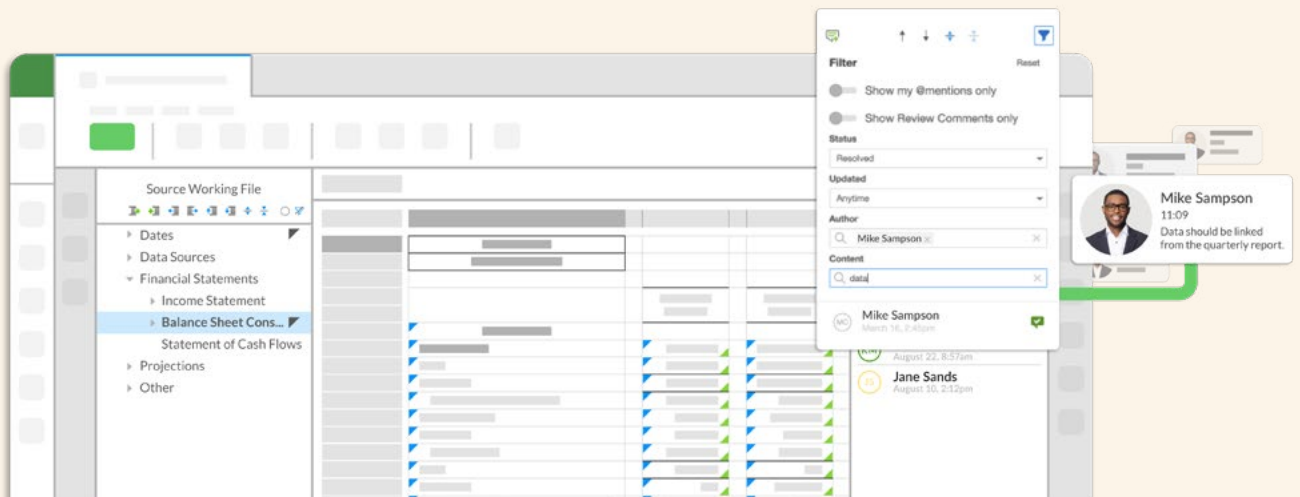 Source Working File
Dates
Data Sources
Financial Statements
Income Statement
Balance Sheet Cons...
Statement of Cash Flows
Projections
Other
Filter
Reset
Show my @mentions only
Show Review Comments only
Status
Resolved
Updated
Anytime
Author
Mike Sampson
Content
data
MC
Mike Sampson
March 16, 2:45pm
KM
August 22, 8:57am
JS
Jane Sands
August 10, 2:12pm
Mike Sampson
11:09
Data should be linked
from the quarterly report.